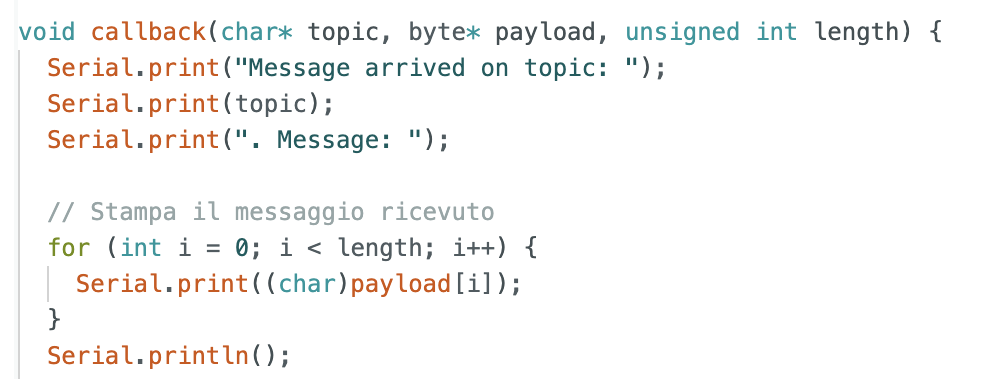 void callback(char* topic, byte* payload, unsigned int length) {
  Serial.print("Message arrived on topic: ");
  Serial.print(topic);
  Serial.print(". Message: ");

  // Stampa il messaggio ricevuto
  for (int i = 0; i < length; i++) {
    Serial.print((char)payload[i]);
  }
  Serial.println();